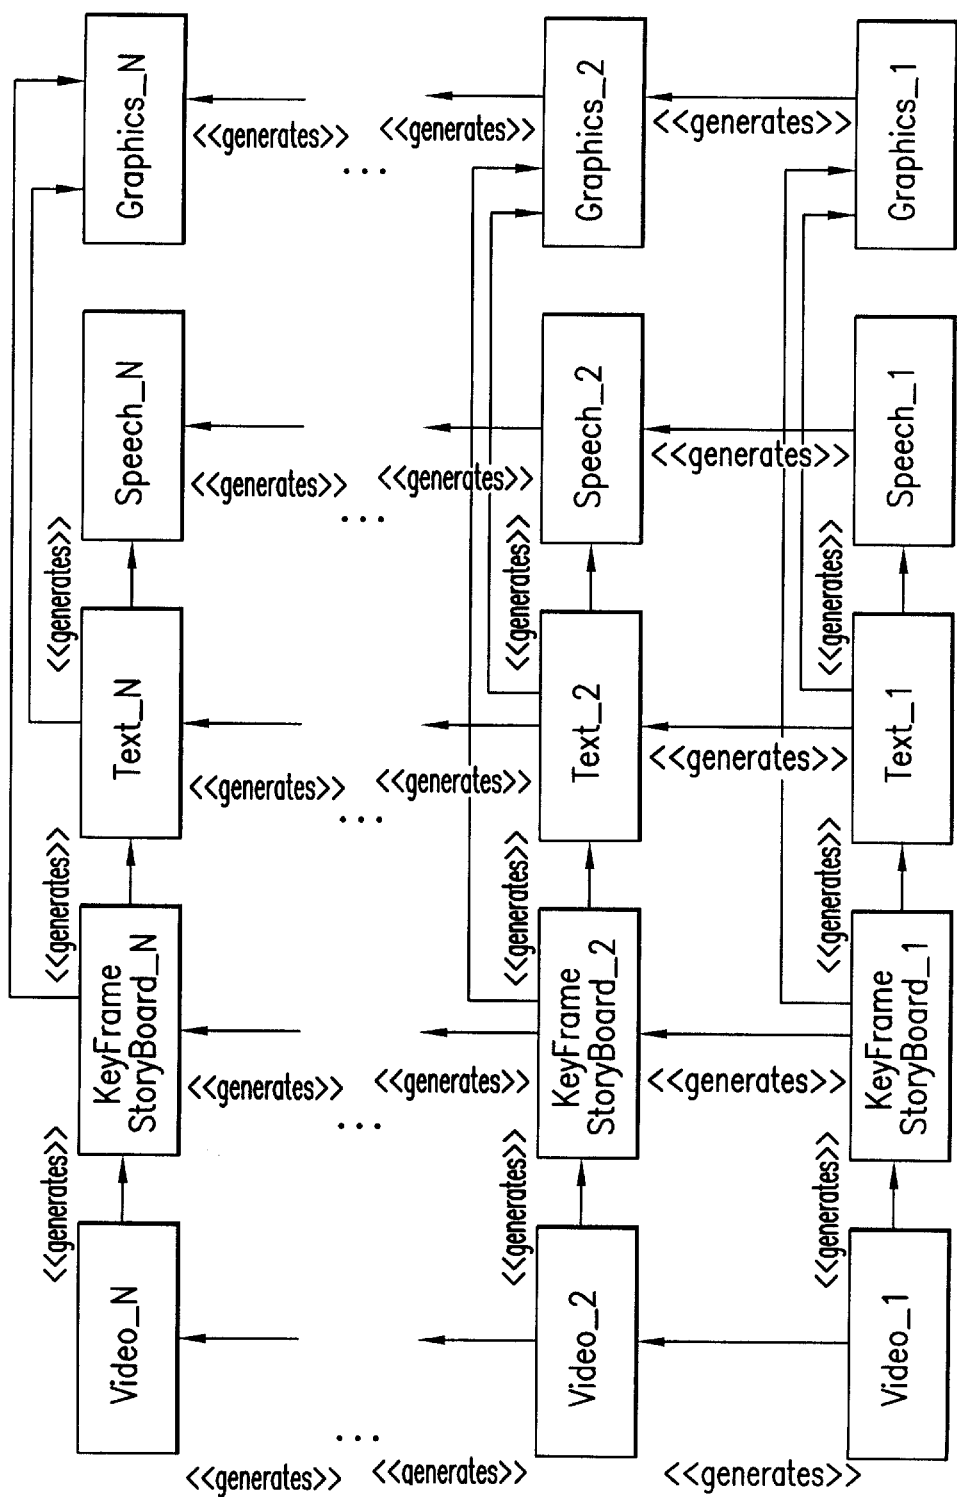 <<generates>>
<<generates>>
<<generates>>
Video_N
KeyFrame
StoryBoard_N
Text_N
Speech_N
Graphics_N
<<generates>>
<<generates>>
<<generates>>
<<generates>>
<<generates>>
...
...
...
...
...
<<generates>>
<<generates>>
<<generates>>
<<generates>>
<<generates>>
<<generates>>
<<generates>>
<<generates>>
Video_2
KeyFrame
StoryBoard_2
Text_2
Speech_2
Graphics_2
<<generates>>
<<generates>>
<<generates>>
<<generates>>
<<generates>>
<<generates>>
<<generates>>
<<generates>>
Video_1
KeyFrame
StoryBoard_1
Text_1
Speech_1
Graphics_1